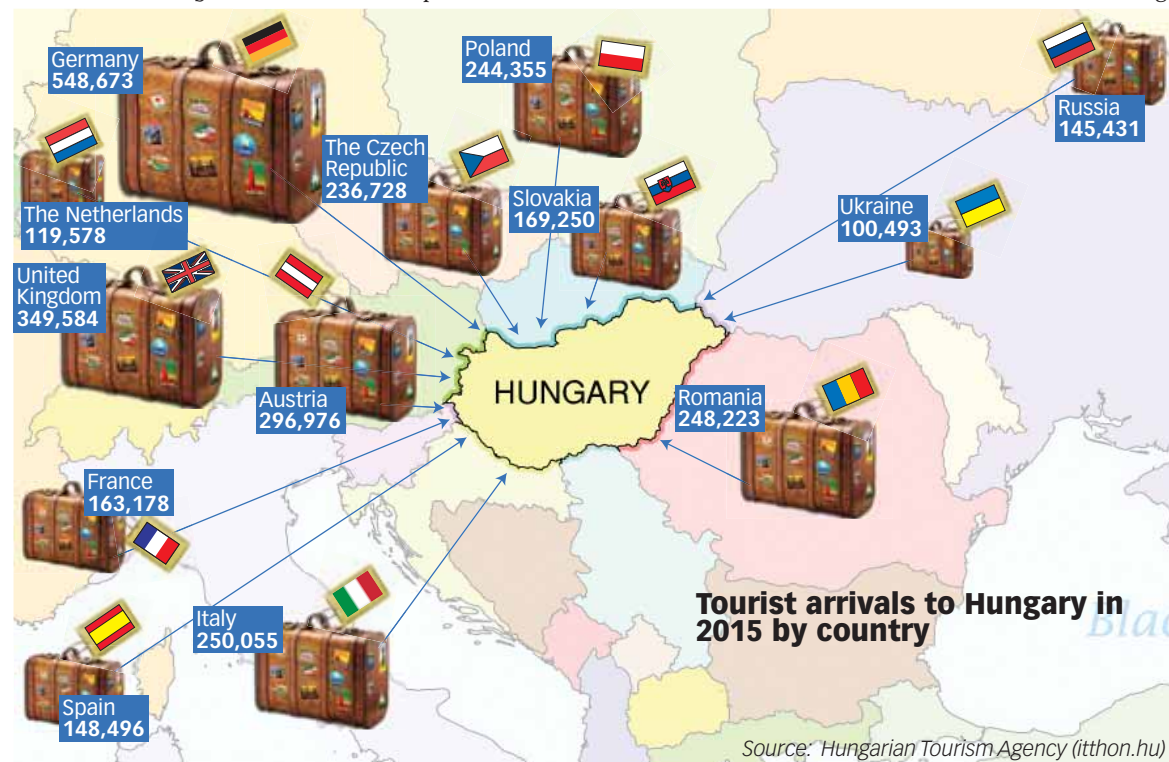 Germany
548,673
Poland
244,355
Russia
145,431
The Czech
Republic
236,728
Slovakia
169,250
Ukraine
100,493
The Netherlands
119,578
United
Kingdom
349,584
Austria
296,976
HUNGARY
Romania
248,223
France
163,178
Italy
250,055
Spain
148,496
Tourist arrivals to Hungary in
2015 by country
Source: Hungarian Tourism Agency (itthon.hu)